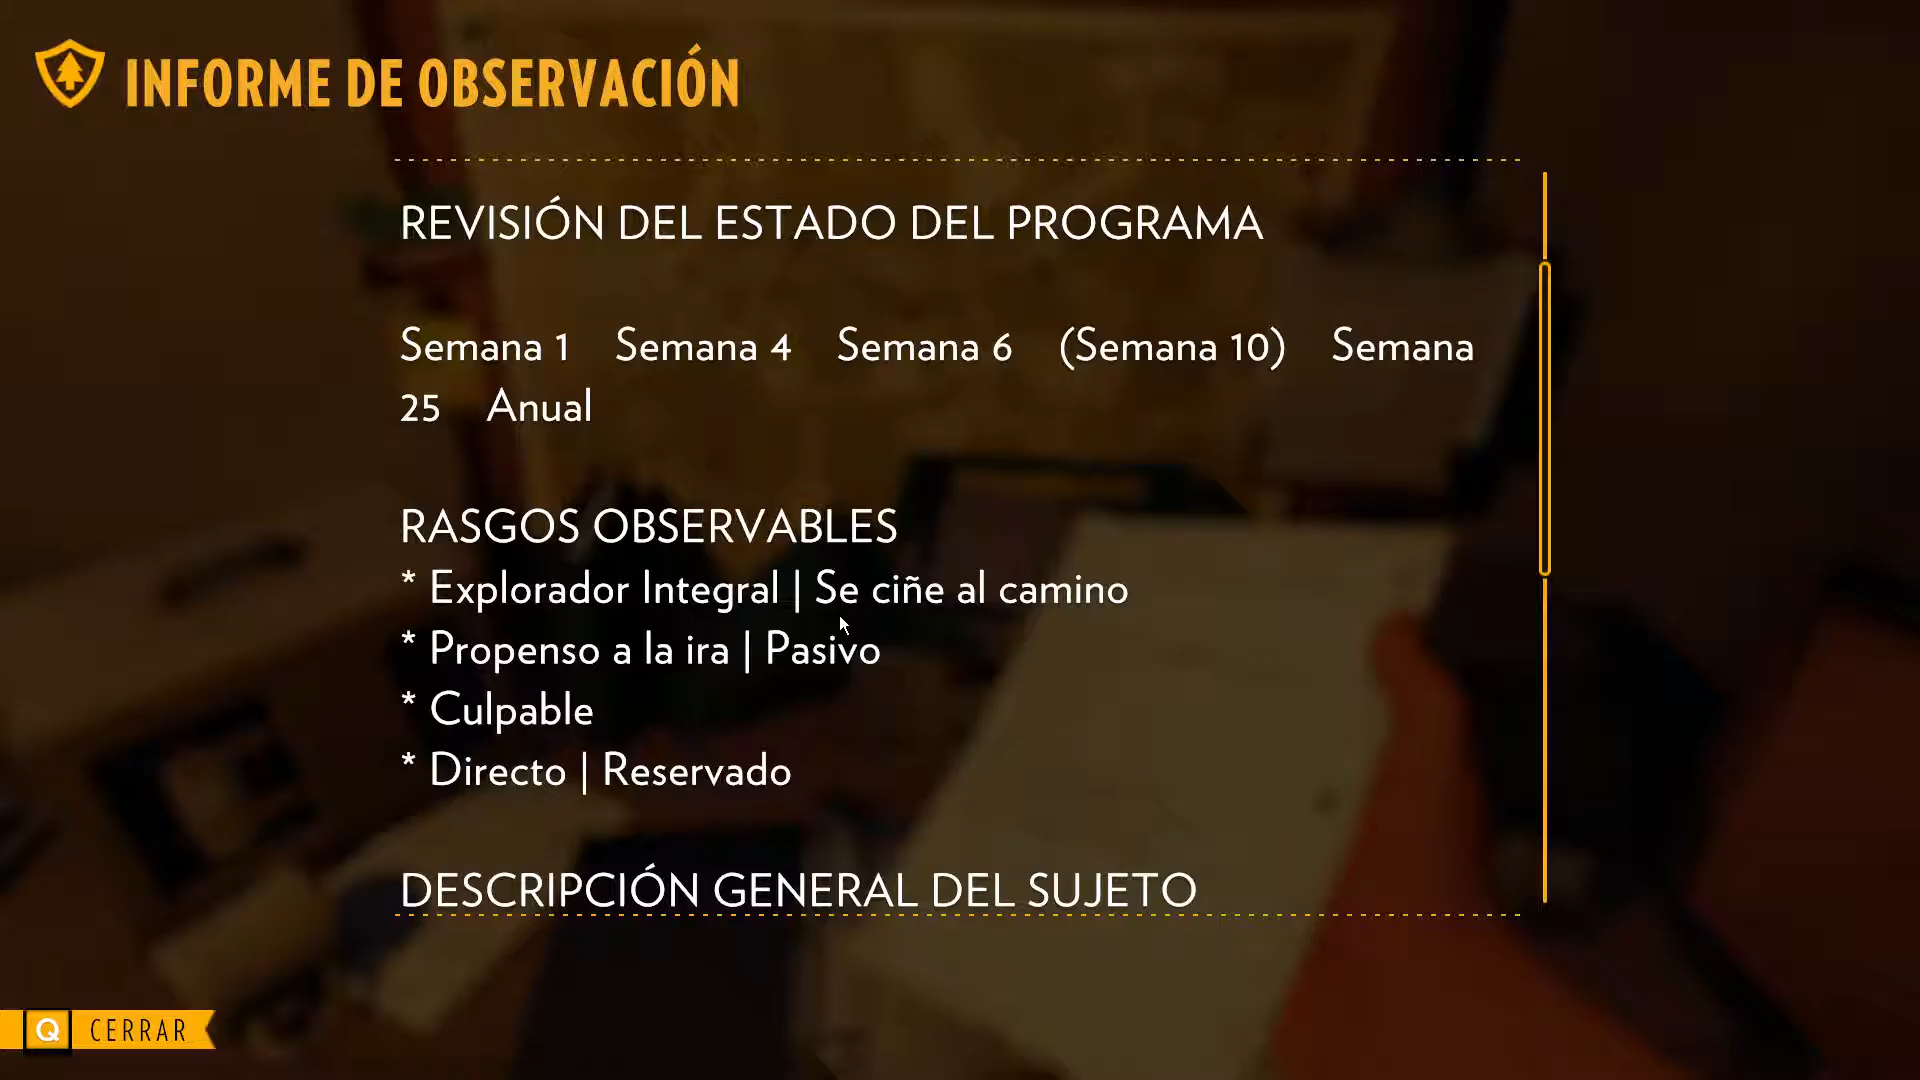 INFORME DE OBSERVACIÓN
REVISIÓN DEL ESTADO DEL PROGRAMA
Semana 1 Semana 4 Semana 6 (Semana 10) Semana
25 Anual
RASGOS OBSERVABLES
* Explorador Integral | Se ciñe al camino
* Propenso a la ira | Pasivo
* Culpable
* Directo | Reservado
DESCRIPCIÓN GENERAL DEL SUJETO
Q CERRAR